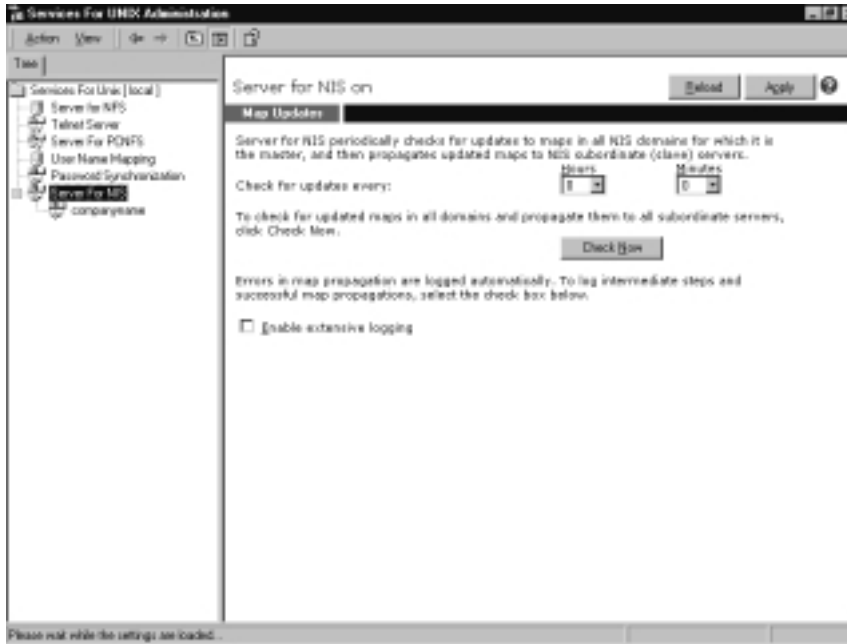 Services For UNIX Administration
Action View
Tree
Services For Unix [local]
Server for NFS
Telnet Server
Server For PCNFS
User Name Mapping
Password Synchronization
Server For NIS
companyname
Server for NIS on
Reload Apply
Map Updates
Server for NIS periodically checks for updates to maps in all NIS domains for which it is
the master, and then propagates updated maps to NIS subordinate (slave) servers.
Hours Minutes
Check for updates every:
To check for updated maps in all domains and propagate them to all subordinate servers,
click Check Now.
Check Now
Errors in map propagation are logged automatically. To log intermediate steps and
successful map propagations, select the check box below.
Enable extensive logging
Please wait while the settings are loaded...